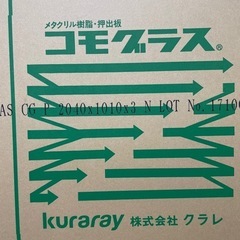 メタクリル樹脂・押出板
コモグラス®
AS CG P 2040x1010x3 N LOT No. 17100
kuraray 株式会社 クラレ